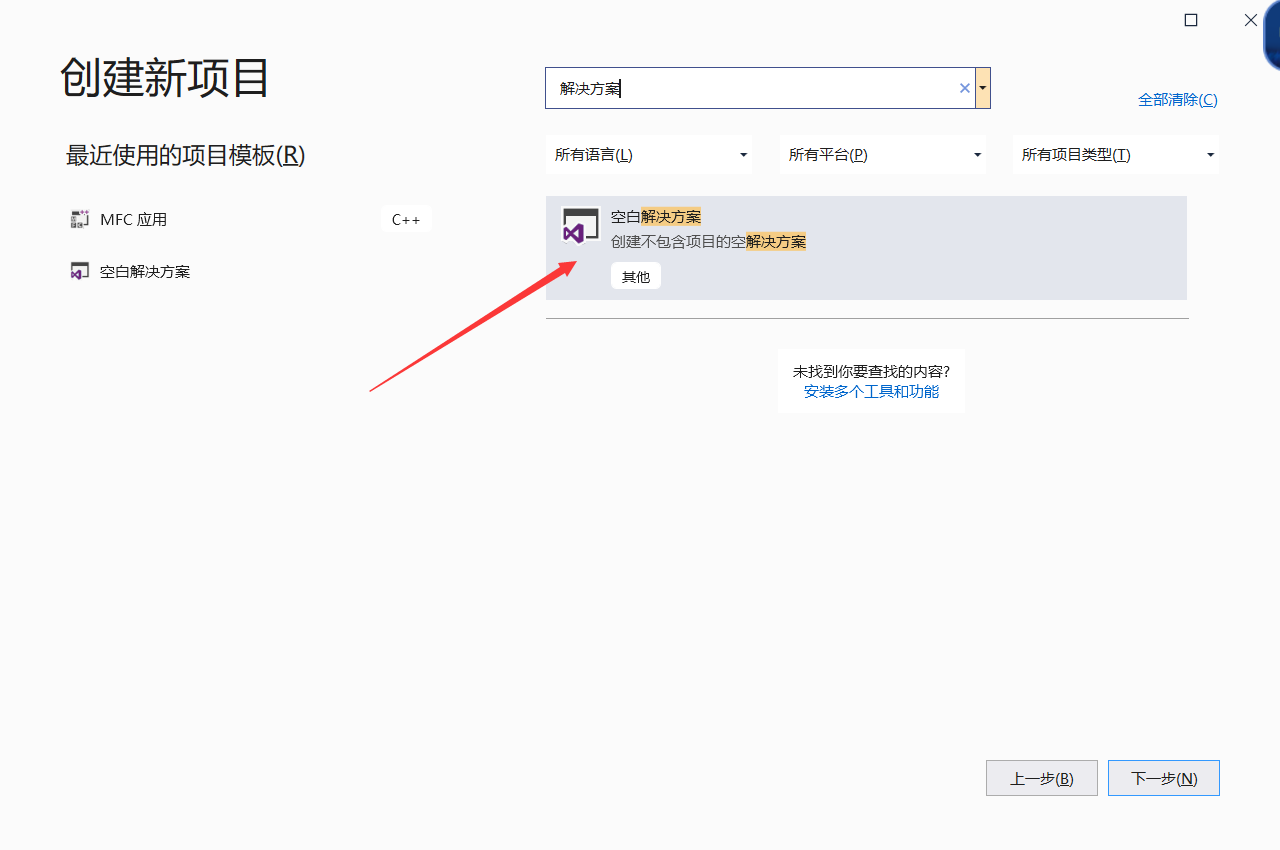 创建新项目
最近使用的项目模板(R)
MFC 应用
C++
空白解决方案
解决方案
全部清除(C)
所有语言(L)
所有平台(P)
所有项目类型(T)
空白解决方案
创建不包含项目的空解决方案
其他
未找到你要查找的内容?
安装多个工具和功能
上一步(B)
下一步(N)